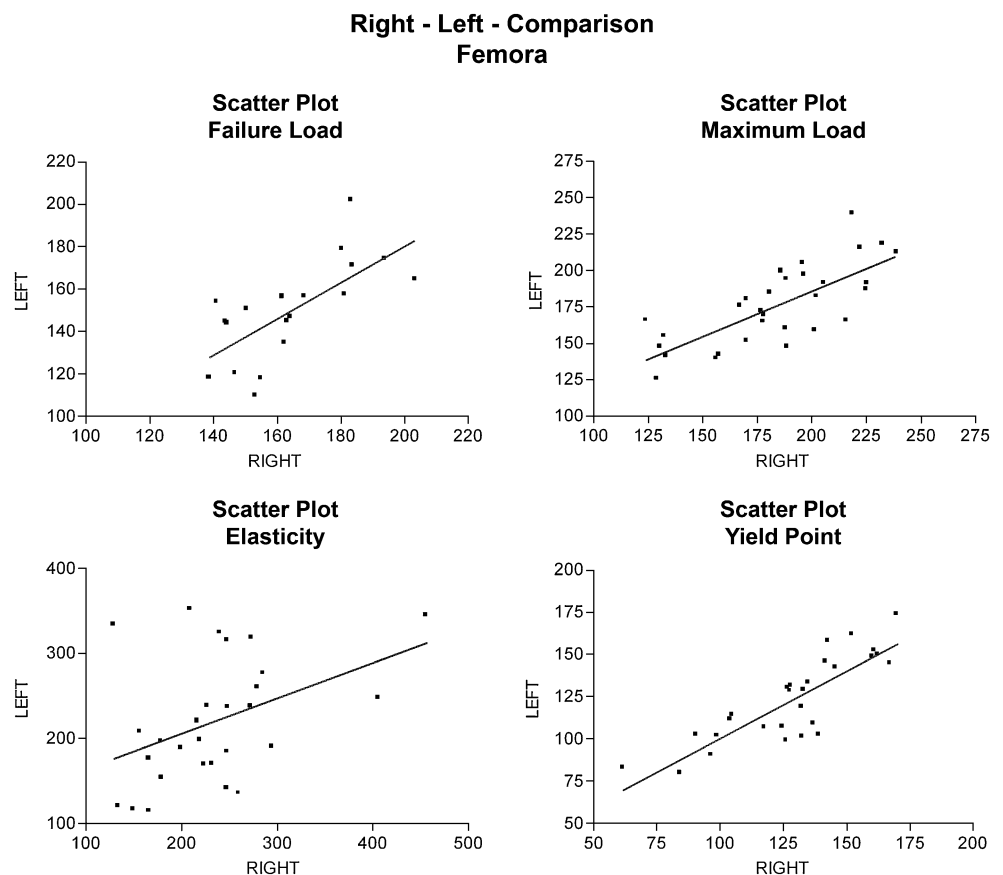 Right - Left - Comparison
Femora
Scatter Plot
Failure Load
220
200
180
160
140
120
100
LEFT
100 120 140 160 180 200 220
RIGHT
Scatter Plot
Maximum Load
275
250
225
200
175
150
125
100
LEFT
100 125 150 175 200 225 250 275
RIGHT
Scatter Plot
Elasticity
400
300
200
100
LEFT
100 200 300 400 500
RIGHT
Scatter Plot
Yield Point
200
175
150
125
100
75
50
LEFT
50 75 100 125 150 175 200
RIGHT